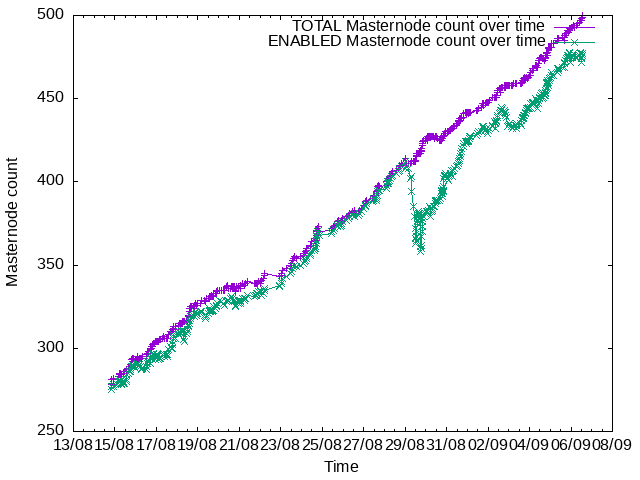 500
450
400
350
300
250
Masternode count
TOTAL Masternode count over time
ENABLED Masternode count over time
13/08 15/08 17/08 19/08 21/08 23/08 25/08 27/08 29/08 31/08 02/09 04/09 06/09 08/09
Time